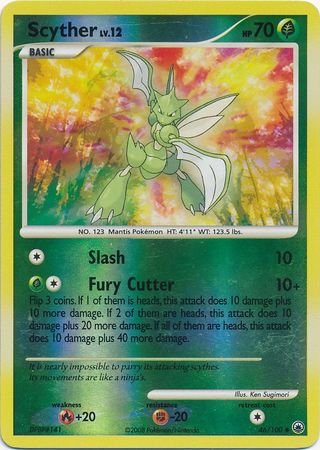 Scyther LV.12 HP 70
BASIC
NO. 123 Mantis Pokémon HT: 4'11" WT: 123.5 lbs.
Slash 10
Fury Cutter 10+
Flip 3 coins. If 1 of them is heads, this attack does 10 damage plus
10 more damage. If 2 of them are heads, this attack does 10
damage plus 20 more damage. If all of them are heads, this attack
does 10 damage plus 40 more damage.
It is nearly impossible to parry its attacking scythes.
Its movements are like a ninja's.
Illus. Ken Sugimori
weakness resistance retreat cost
+20 -20
©2008 Pokémon/Nintendo 46/100